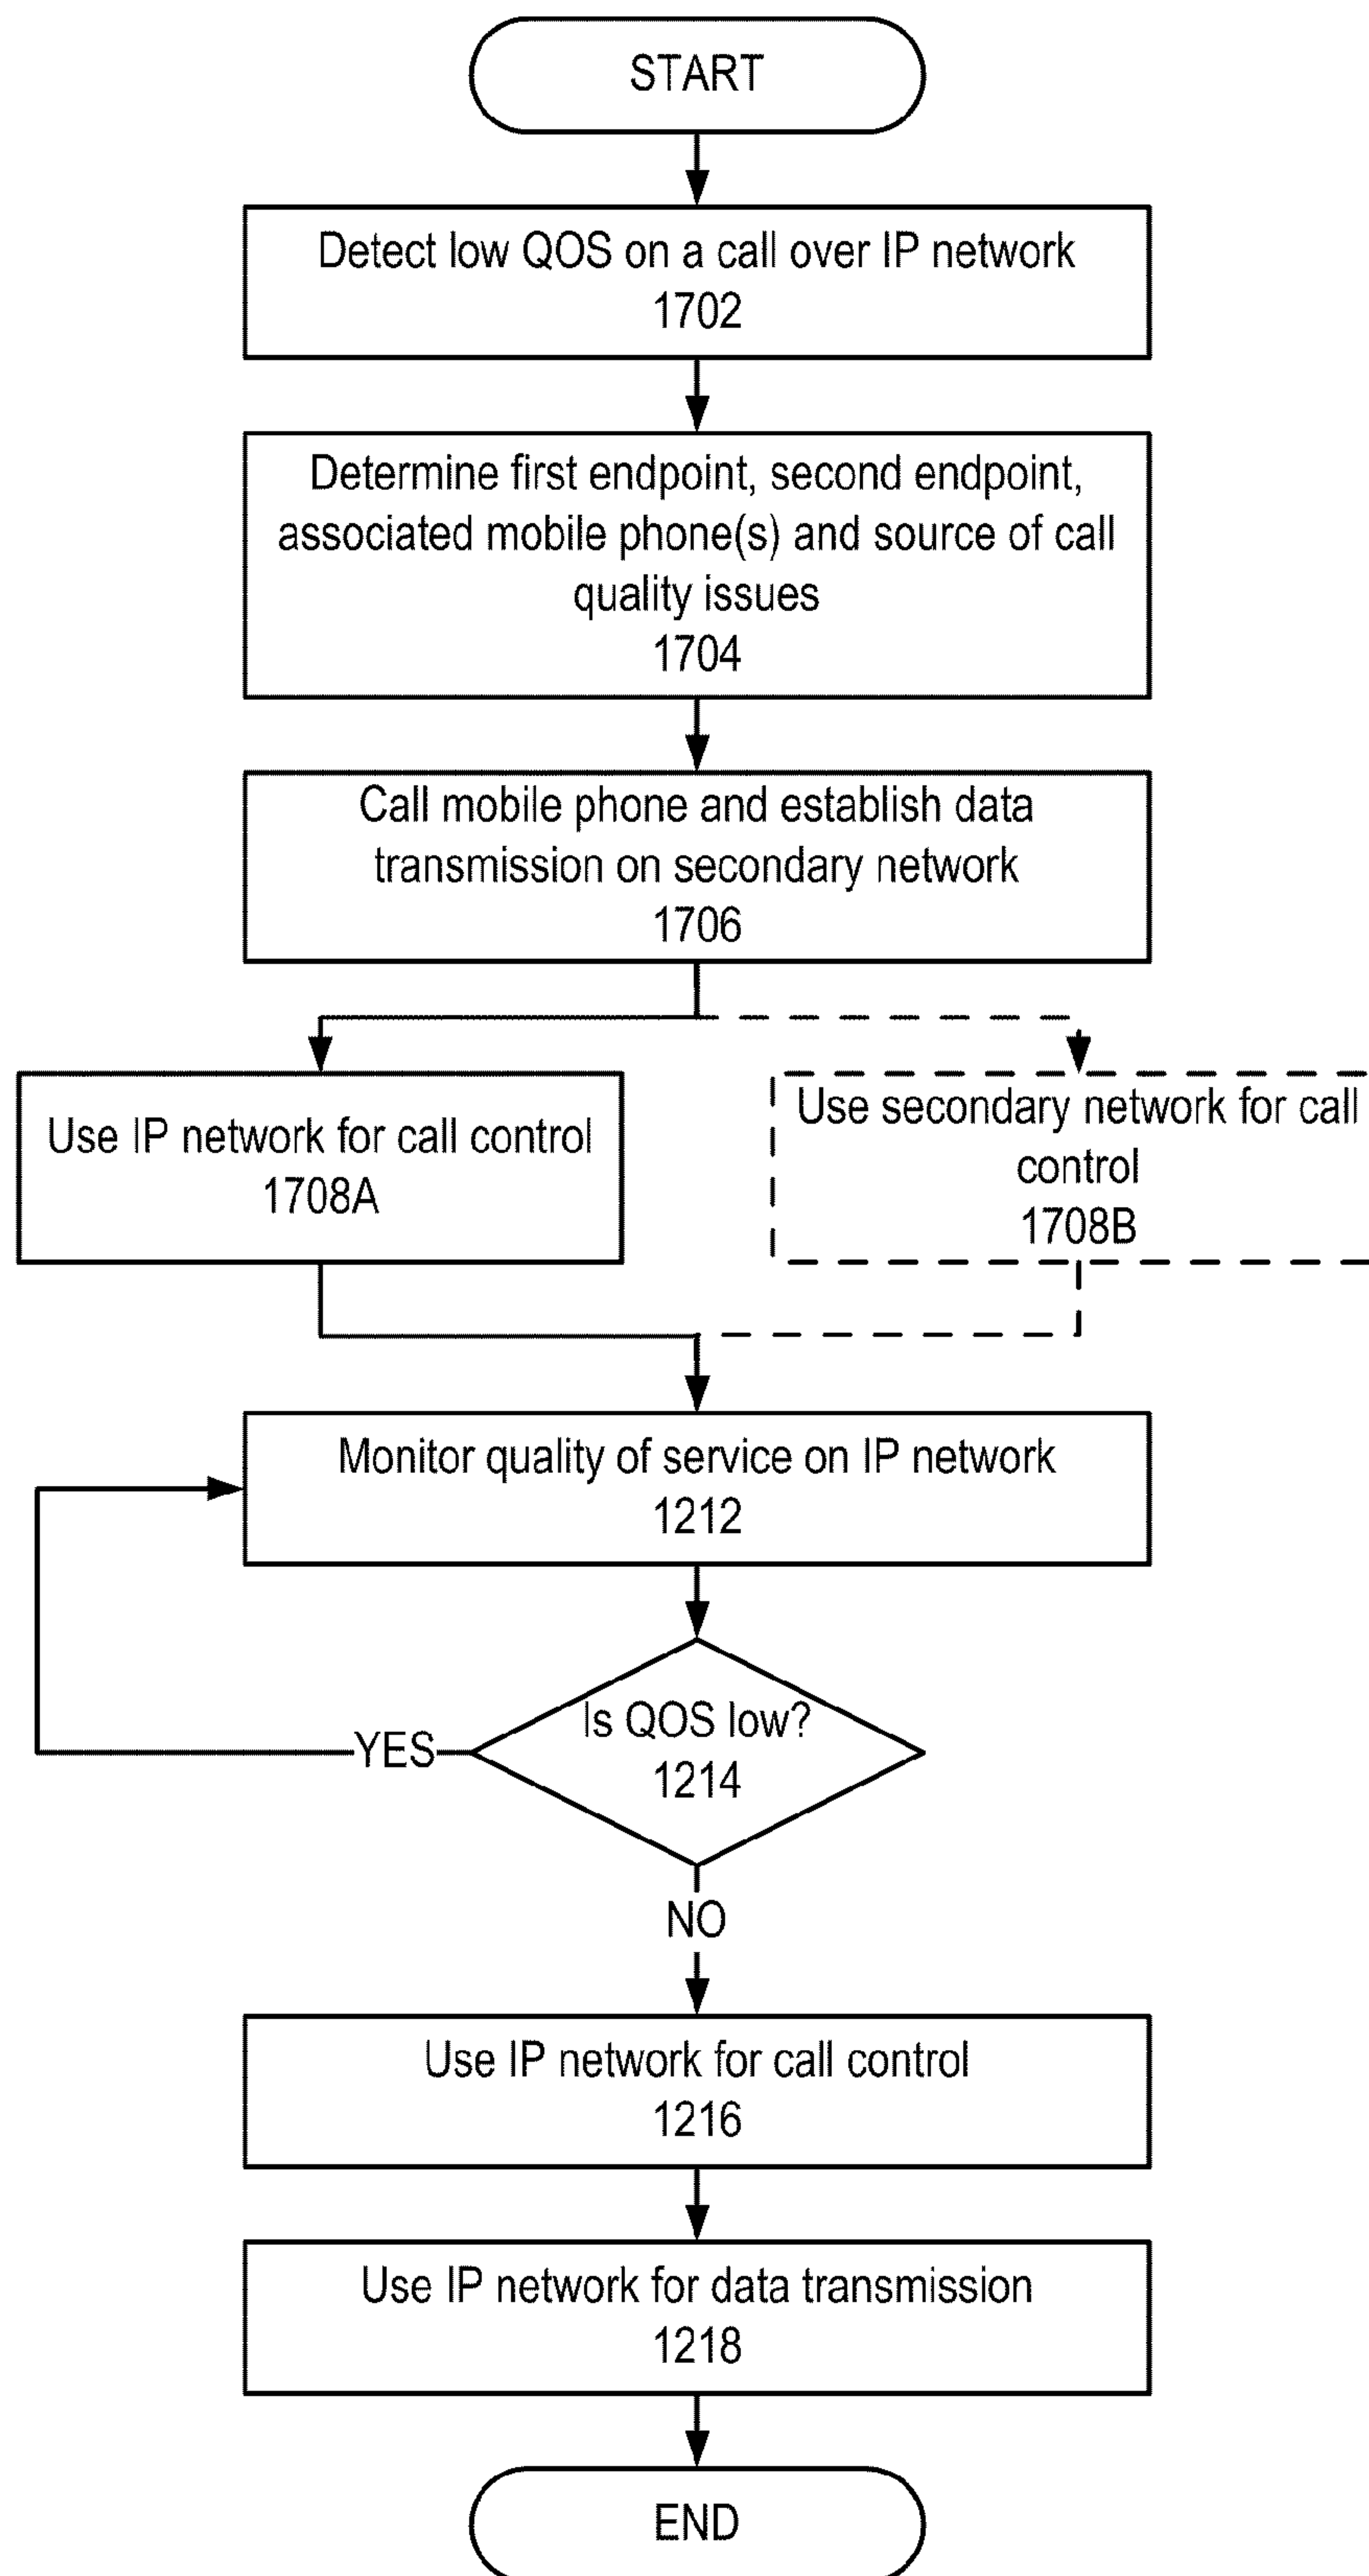 START
Detect low QOS on a call over IP network
1702
Determine first endpoint, second endpoint,
associated mobile phone(s) and source of call
quality issues
1704
Call mobile phone and establish data
transmission on secondary network
1706
Use IP network for call control
1708A
Use secondary network for call
control
1708B
Monitor quality of service on IP network
1212
Is QOS low?
1214
YES
NO
Use IP network for call control
1216
Use IP network for data transmission
1218
END